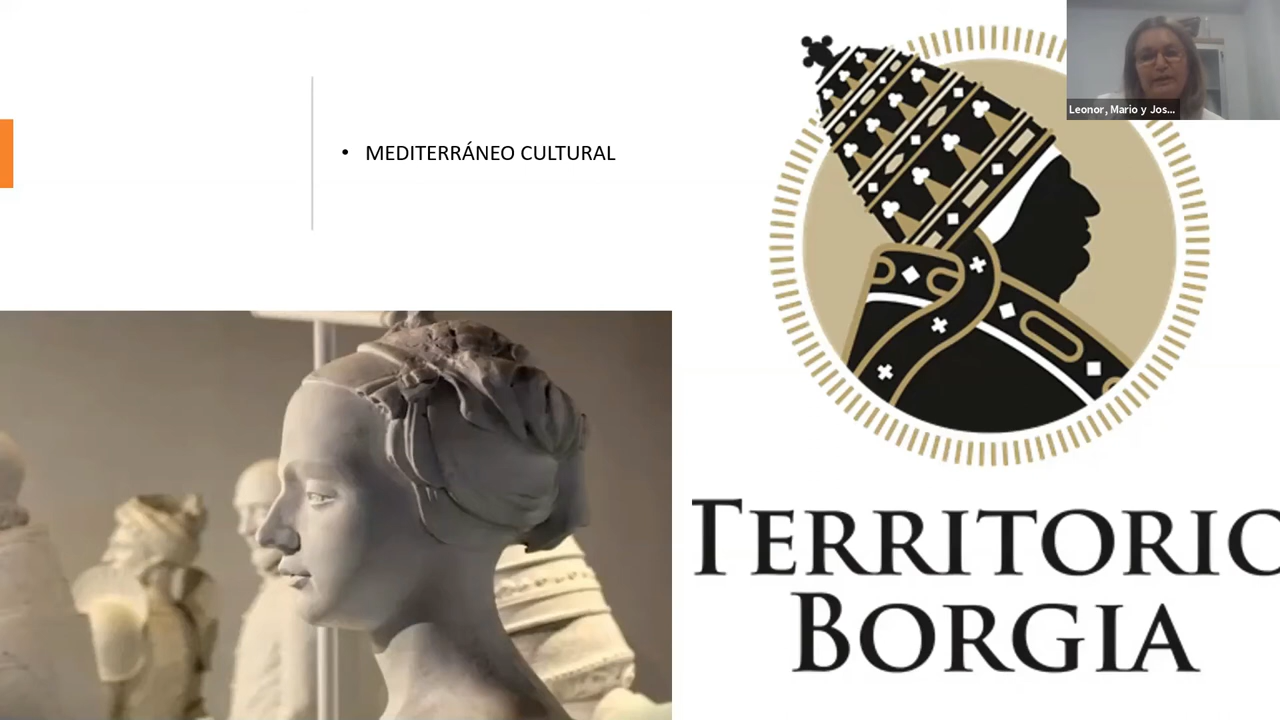 • MEDITERRÁNEO CULTURAL
Leonor, Mario y Jos...
TERRITORIO
BORGIA